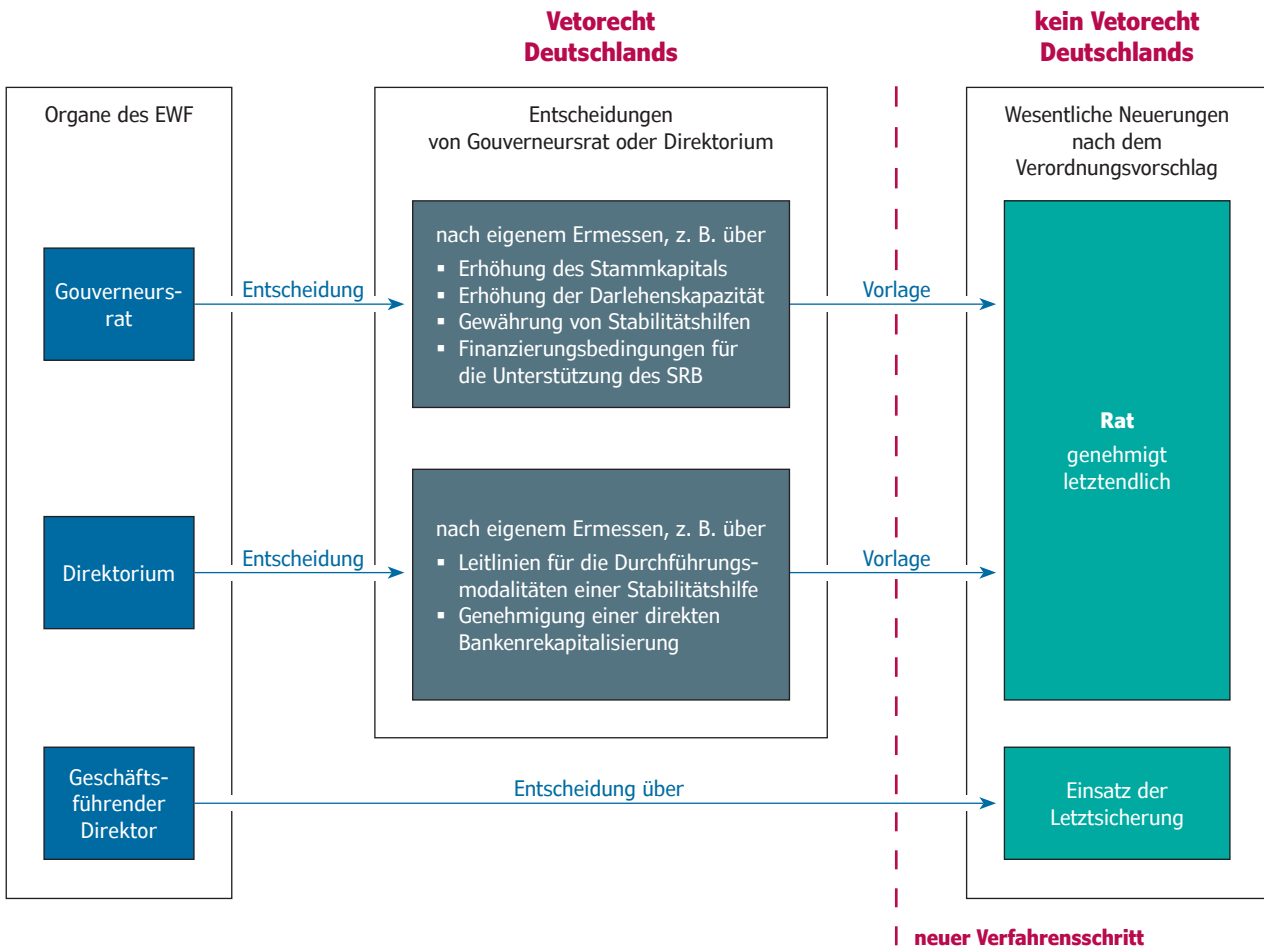 Vetorecht
Deutschlands
kein Vetorecht
Deutschlands
Organe des EWF
Entscheidungen
von Gouverneursrat oder Direktorium
Wesentliche Neuerungen
nach dem
Verordnungsvorschlag
Gouverneurs-
rat
Entscheidung
nach eigenem Ermessen, z. B. über
▪ Erhöhung des Stammkapitals
▪ Erhöhung der Darlehenskapazität
▪ Gewährung von Stabilitätshilfen
▪ Finanzierungsbedingungen für
die Unterstützung des SRB
Vorlage
Rat
genehmigt
letztendlich
Direktorium
Entscheidung
nach eigenem Ermessen, z. B. über
▪ Leitlinien für die Durchführungs-
modalitäten einer Stabilitätshilfe
▪ Genehmigung einer direkten
Bankenrekapitalisierung
Vorlage
Geschäfts-
führender
Direktor
Entscheidung über
Einsatz der
Letztsicherung
neuer Verfahrensschritt